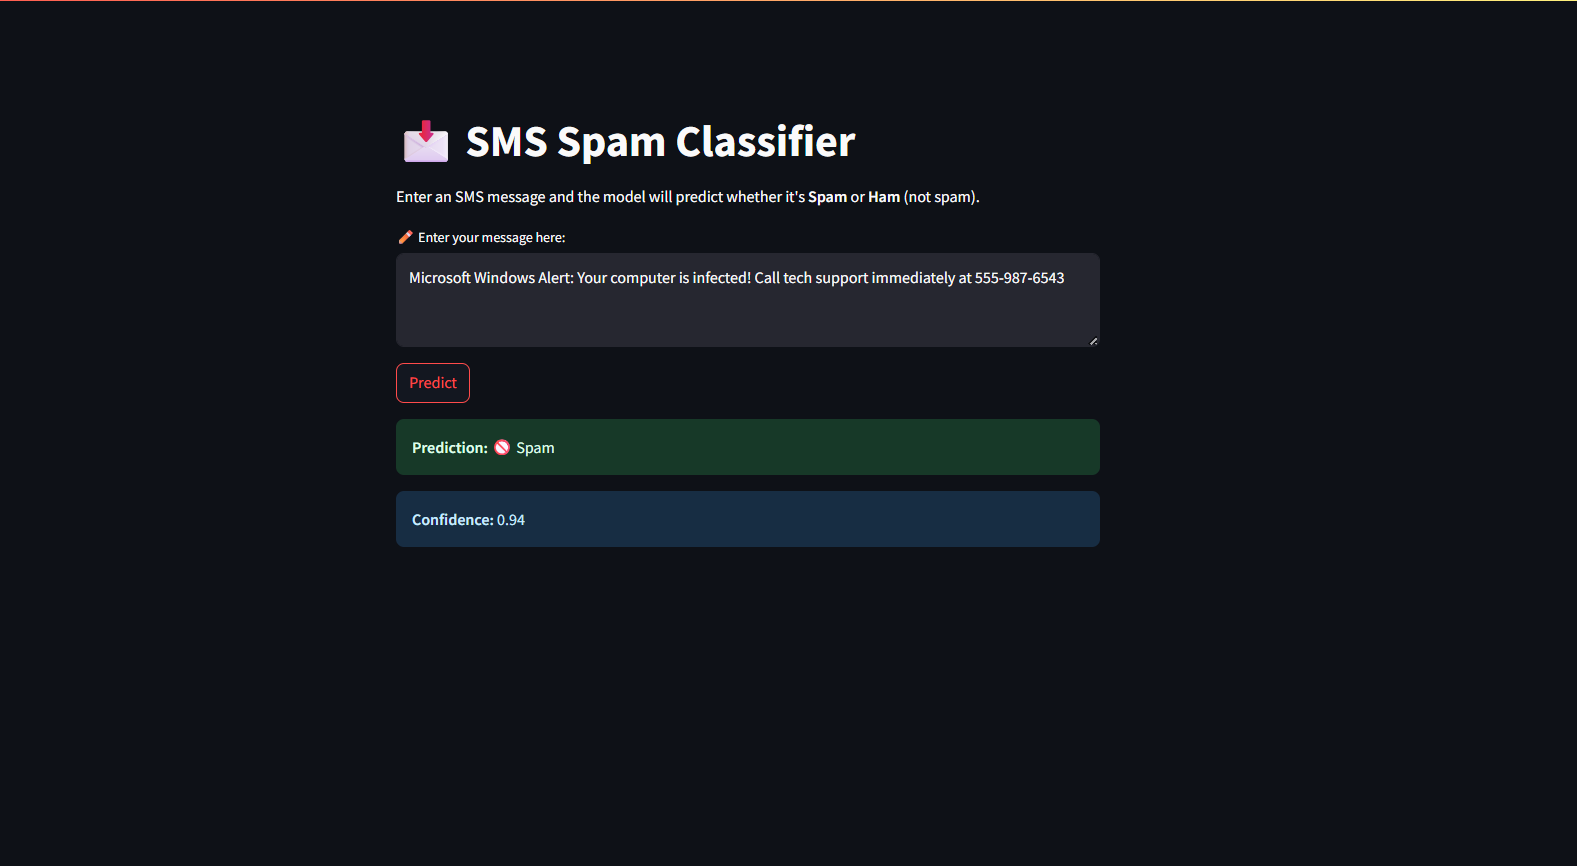 📩 SMS Spam Classifier
Enter an SMS message and the model will predict whether it's Spam or Ham (not spam).
✏️ Enter your message here:
Microsoft Windows Alert: Your computer is infected! Call tech support immediately at 555-987-6543
Predict
Prediction: 🚫 Spam
Confidence: 0.94